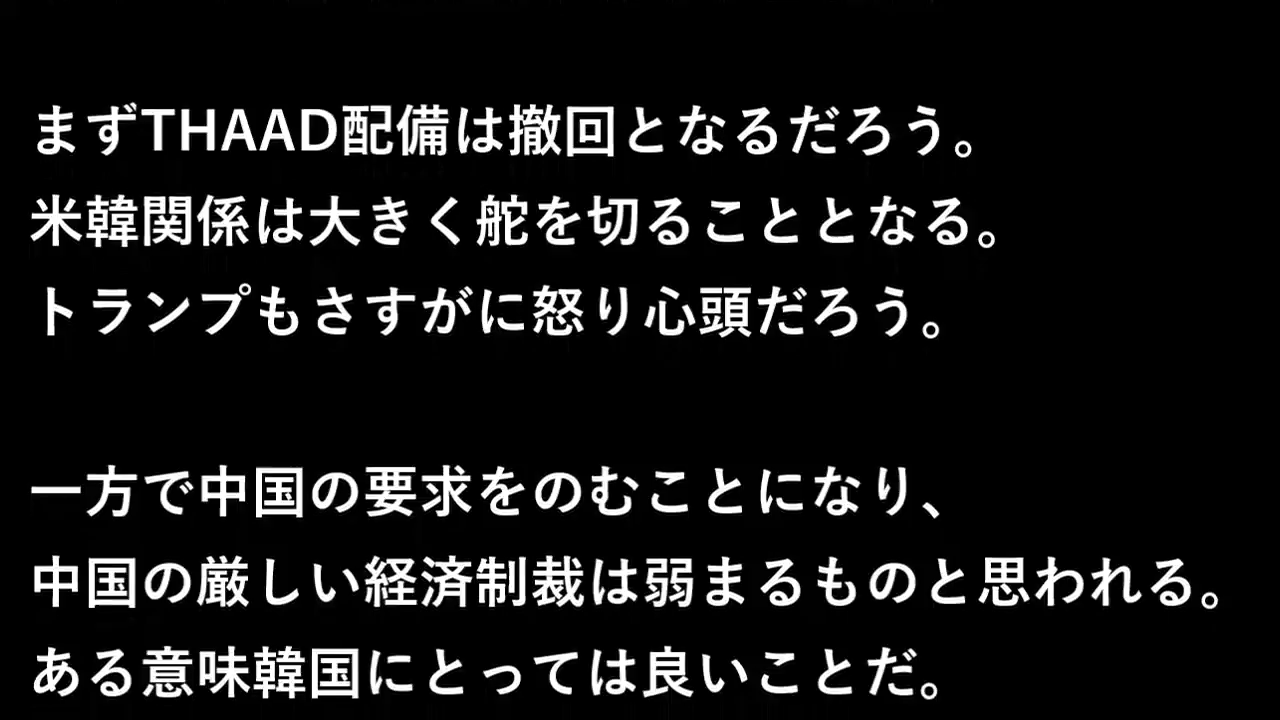 まずTHAAD配備は撤回となるだろう。
米韓関係は大きく舵を切ることとなる。
トランプもさすがに怒り心頭だろう。
一方で中国の要求をのむことになり、
中国の厳しい経済制裁は弱まるものと思われる。
ある意味韓国にとっては良いことだ。